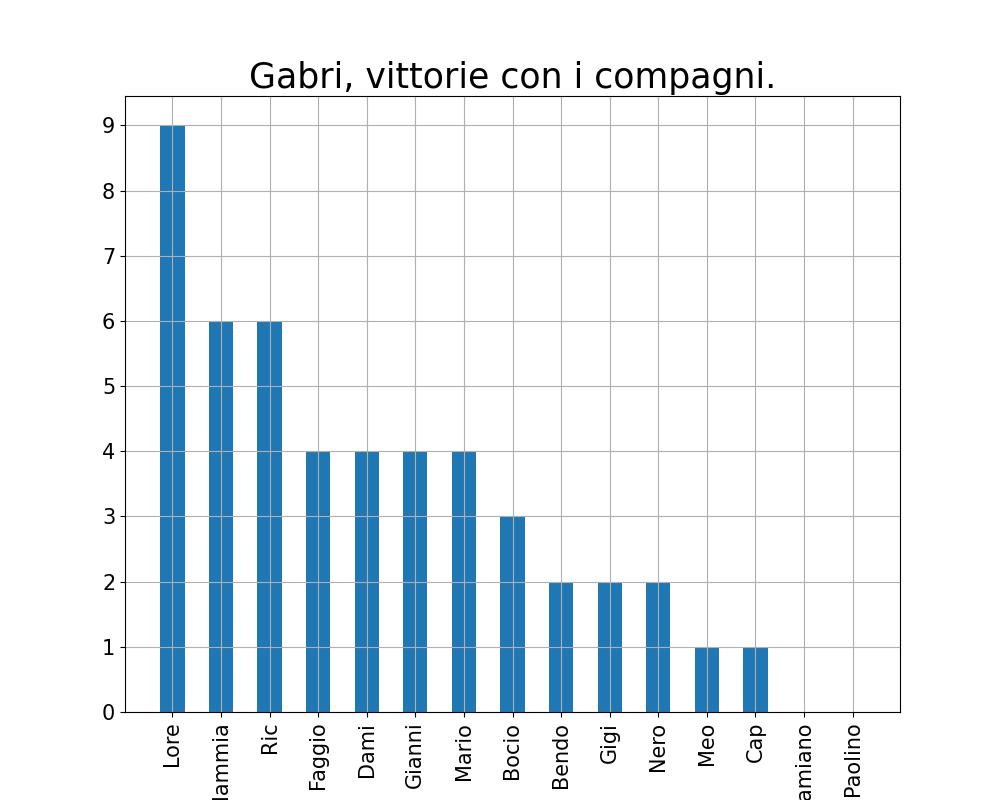 Gabri, vittorie con i compagni.
9
8
7
6
5
4
3
2
1
0
Lore
Ric
Faggio
Dami
Gianni
Mario
Bocio
Bendo
Gigi
Nero
Meo
Cap
amiano
Paolino